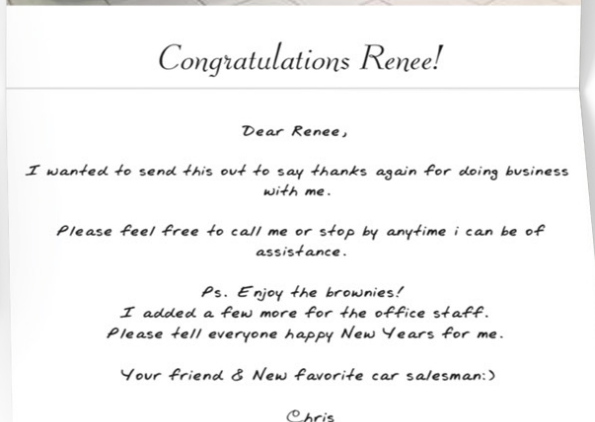 Congratulations Renee!
Dear Renee,
I wanted to send this out to say thanks again for doing business
with me.
Please feel free to call me or stop by anytime i can be of
assistance.
Ps. Enjoy the brownies!
I added a few more for the office staff.
Please tell everyone happy New Years for me.
Your friend & New favorite car salesman:)
Chris